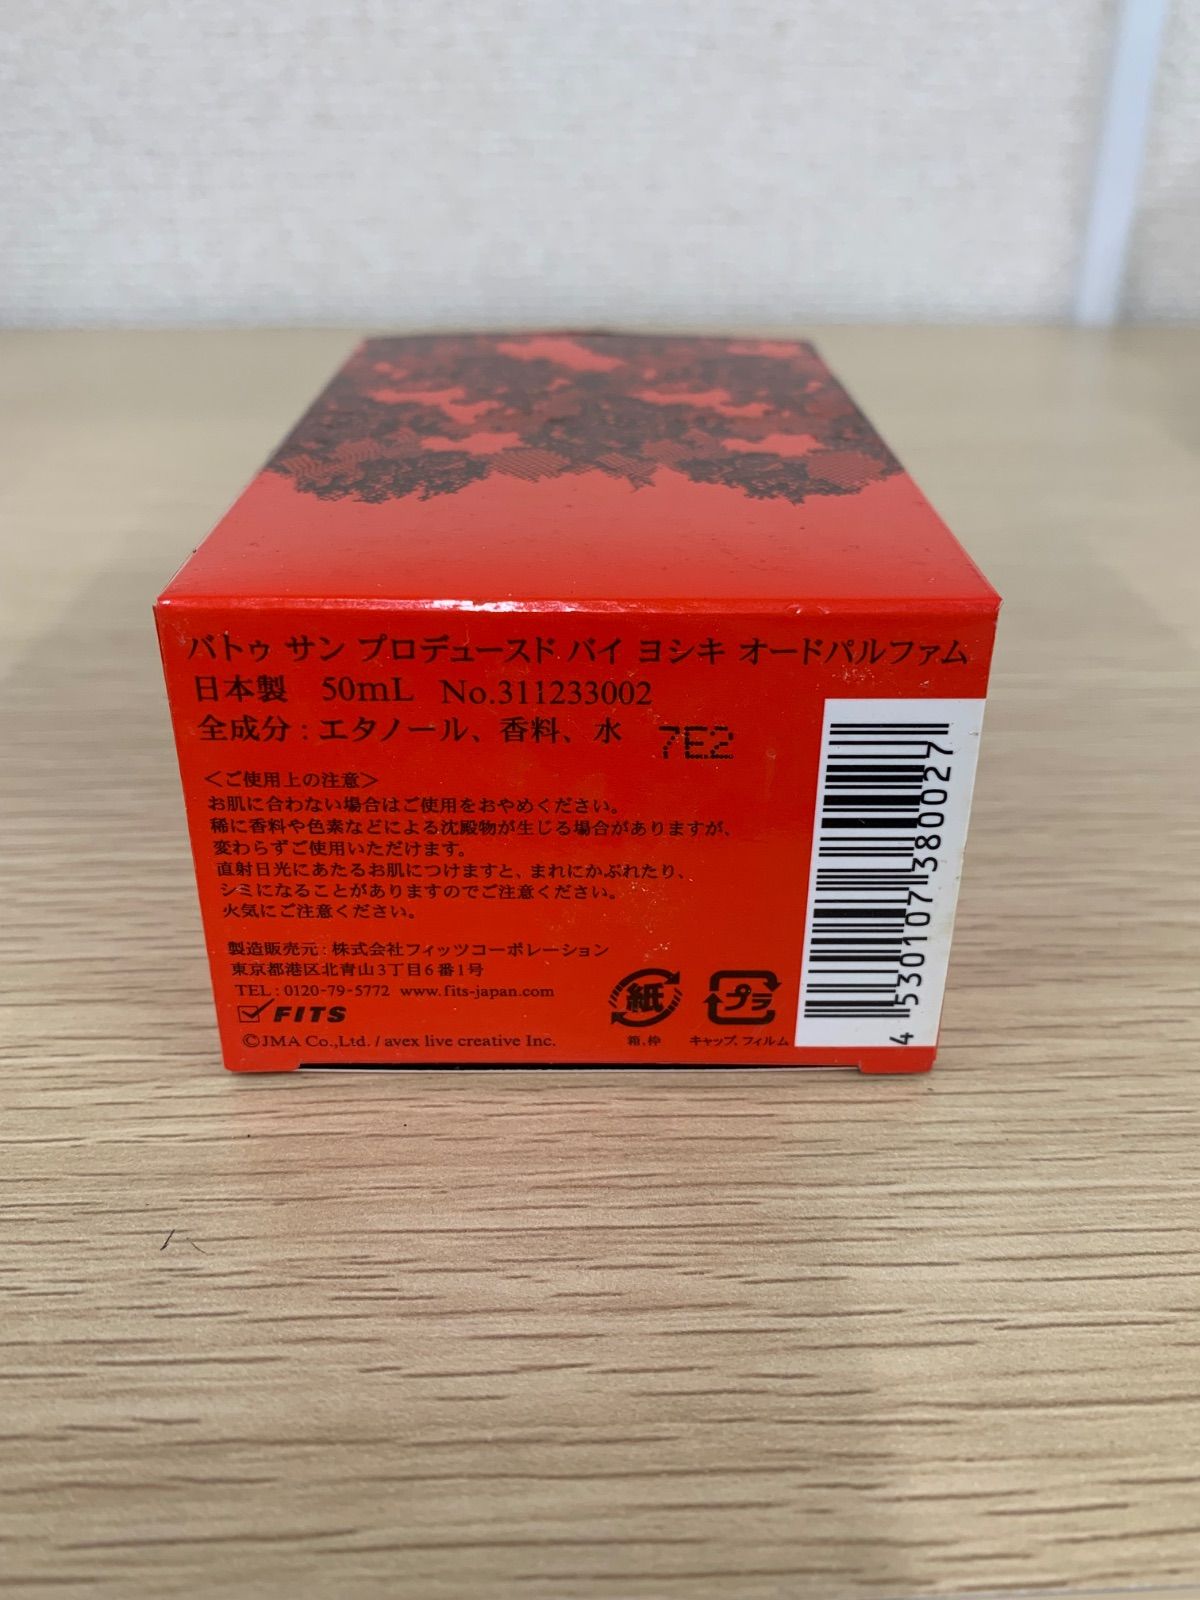 バトゥ サン プロデュースド バイ ヨシキ オードパルファム
日本製 50mL No.311233002
全成分 : エタノール、香料、水 7E2
＜ご使用上の注意＞
お肌に合わない場合はご使用をおやめください。
稀に香料や色素などによる沈殿物が生じる場合がありますが、
変わらずご使用いただけます。
直射日光にあたるお肌につけますと、まれにかぶれたり、
シミになることがありますのでご注意ください。
火気にご注意ください。
製造販売元 : 株式会社フィッツコーポレーション
東京都港区北青山3丁目6番1号
TEL : 0120-79-5772 www.fits-japan.com
FITS
©JMA Co.,Ltd. / avex live creative Inc.
紙
箱、枠
プラ
キャップ、フィルム
4 530107 380027